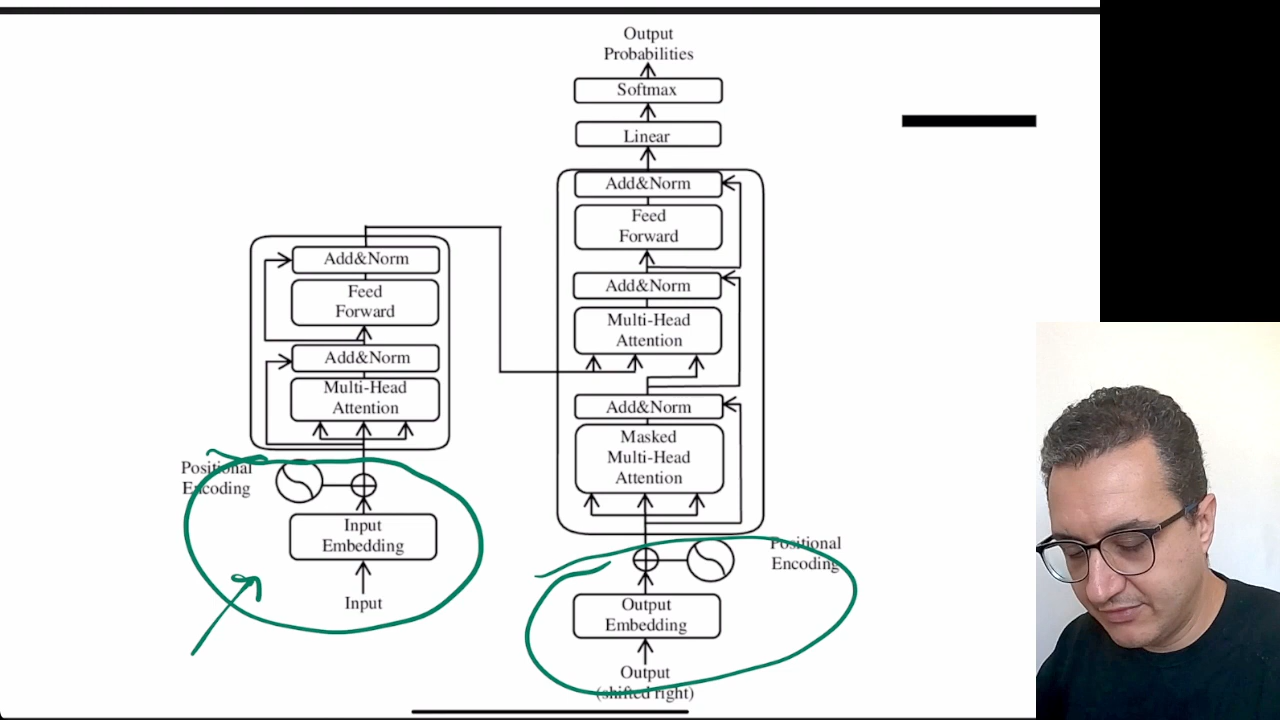 Output
Probabilities
Softmax
Linear
Add&Norm
Feed
Forward
Add&Norm
Multi-Head
Attention
Add&Norm
Masked
Multi-Head
Attention
Positional
Encoding
Output
Embedding
Output
(shifted right)
Add&Norm
Feed
Forward
Add&Norm
Multi-Head
Attention
Positional
Encoding
Input
Embedding
Input